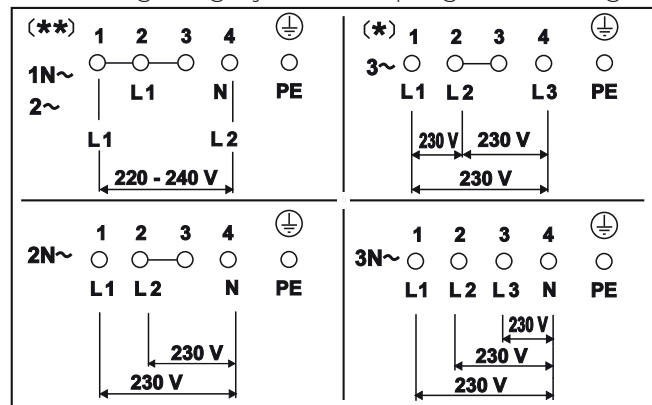 (**) 1 2 3 4
1N~
2~
L1 N PE
L1 L2
220 - 240 V
(*) 1 2 3 4
3~
L1 L2 L3 PE
230 V 230 V
230 V
1 2 3 4
2N~
L1 L2 N PE
230 V
230 V
1 2 3 4
3N~
L1 L2 L3 N PE
230 V
230 V
230 V